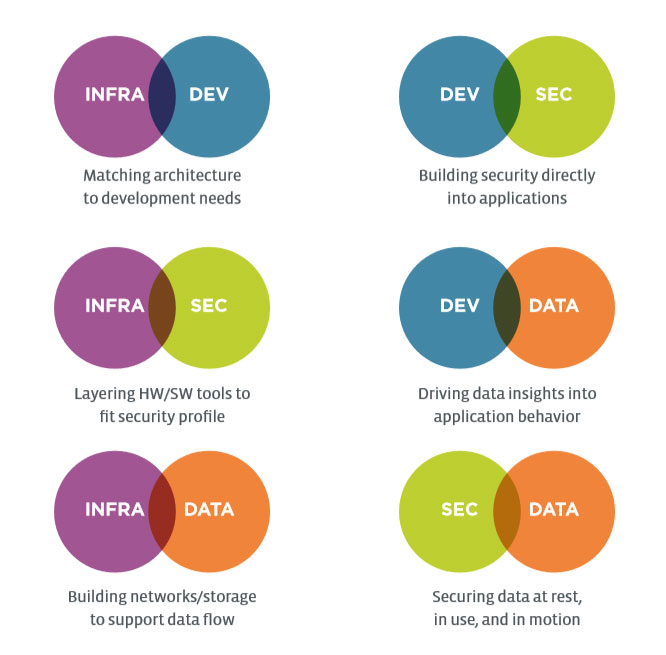 INFRA DEV
Matching architecture
to development needs
DEV SEC
Building security directly
into applications
INFRA SEC
Layering HW/SW tools to
fit security profile
DEV DATA
Driving data insights into
application behavior
INFRA DATA
Building networks/storage
to support data flow
SEC DATA
Securing data at rest,
in use, and in motion